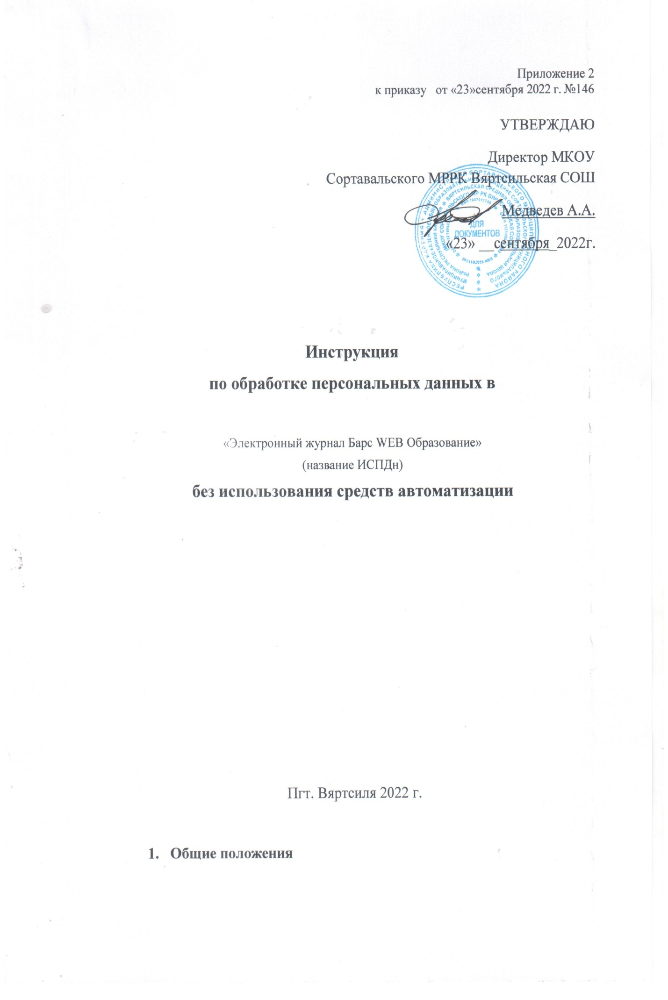 Приложение 2
к приказу от «23»сентября 2022 г. №146
УТВЕРЖДАЮ
Директор МКОУ
Сортавальского МРРК Вяртсильская СОШ
Медведев А.А.
ДЛЯ
ДОКУМЕНТОВ
«23» __сентября_2022г.
Инструкция
по обработке персональных данных в
«Электронный журнал Барс WEB Образование»
(название ИСПДн)
без использования средств автоматизации
Пгт. Вяртсиля 2022 г.
1. Общие положения